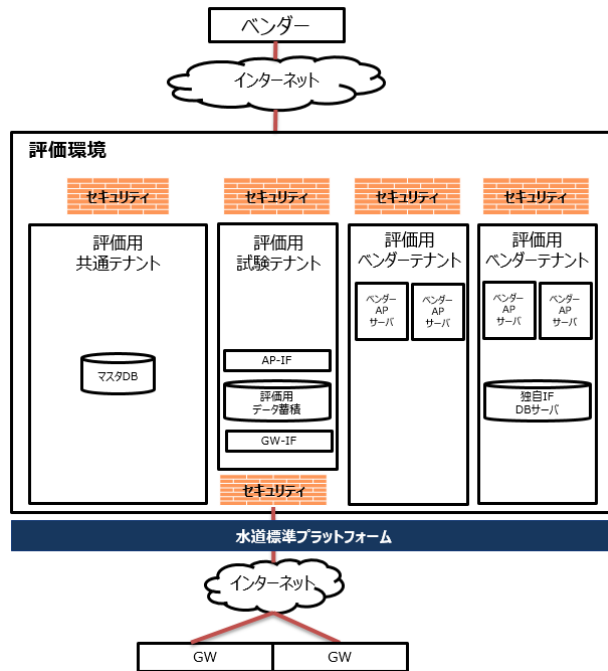 ベンダー
インターネット
評価環境
セキュリティ
セキュリティ
セキュリティ
セキュリティ
評価用
共通テナント
マスタDB
評価用
試験テナント
AP-IF
評価用
データ蓄積
GW-IF
セキュリティ
評価用
ベンダーテナント
ベンダー
AP
サーバ
ベンダー
AP
サーバ
評価用
ベンダーテナント
ベンダー
AP
サーバ
ベンダー
AP
サーバ
独自IF
DBサーバ
水道標準プラットフォーム
インターネット
GW
GW